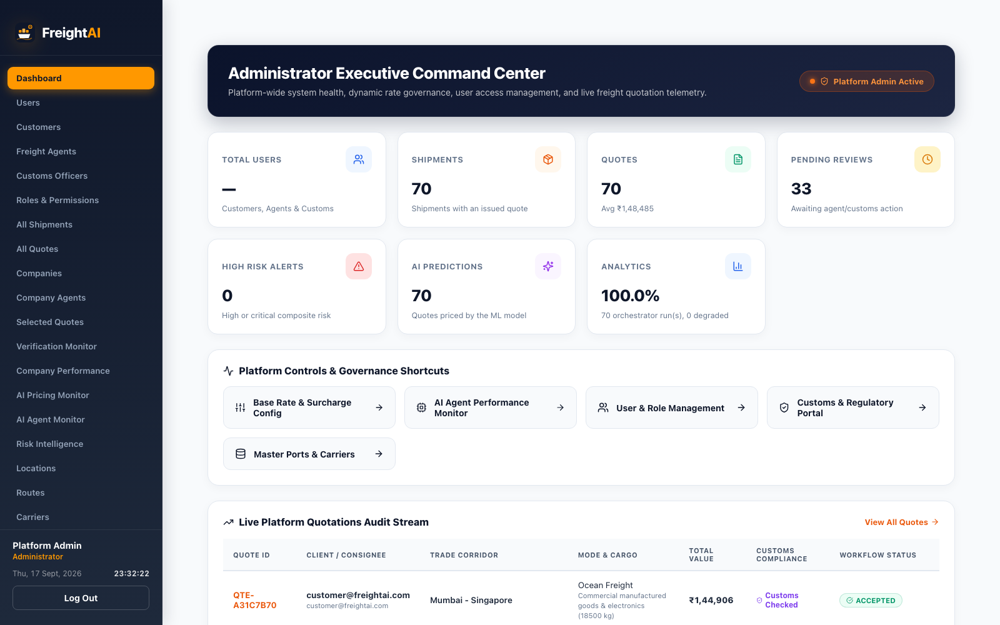 FreightAI
Dashboard
Users
Customers
Freight Agents
Customs Officers
Roles & Permissions
All Shipments
All Quotes
Companies
Company Agents
Selected Quotes
Verification Monitor
Company Performance
AI Pricing Monitor
AI Agent Monitor
Risk Intelligence
Locations
Routes
Carriers
Platform Admin
Administrator
Thu, 17 Sept, 2026 23:32:22
Log Out
Administrator Executive Command Center
Platform-wide system health, dynamic rate governance, user access management, and live freight quotation telemetry.
Platform Admin Active
TOTAL USERS
—
Customers, Agents & Customs
SHIPMENTS
70
Shipments with an issued quote
QUOTES
70
Avg ₹1,48,485
PENDING REVIEWS
33
Awaiting agent/customs action
HIGH RISK ALERTS
0
High or critical composite risk
AI PREDICTIONS
70
Quotes priced by the ML model
ANALYTICS
100.0%
70 orchestrator run(s), 0 degraded
Platform Controls & Governance Shortcuts
Base Rate & Surcharge
Config
AI Agent Performance
Monitor
User & Role Management
Customs & Regulatory
Portal
Master Ports & Carriers
Live Platform Quotations Audit Stream
View All Quotes
QUOTE ID
CLIENT / CONSIGNEE
TRADE CORRIDOR
MODE & CARGO
TOTAL
VALUE
CUSTOMS
COMPLIANCE
WORKFLOW STATUS
QTE-
A31C7B70
customer@freightai.com
customer@freightai.com
Mumbai - Singapore
Ocean Freight
Commercial manufactured
goods & electronics
(18500 kg)
₹1,44,906
Customs
Checked
ACCEPTED